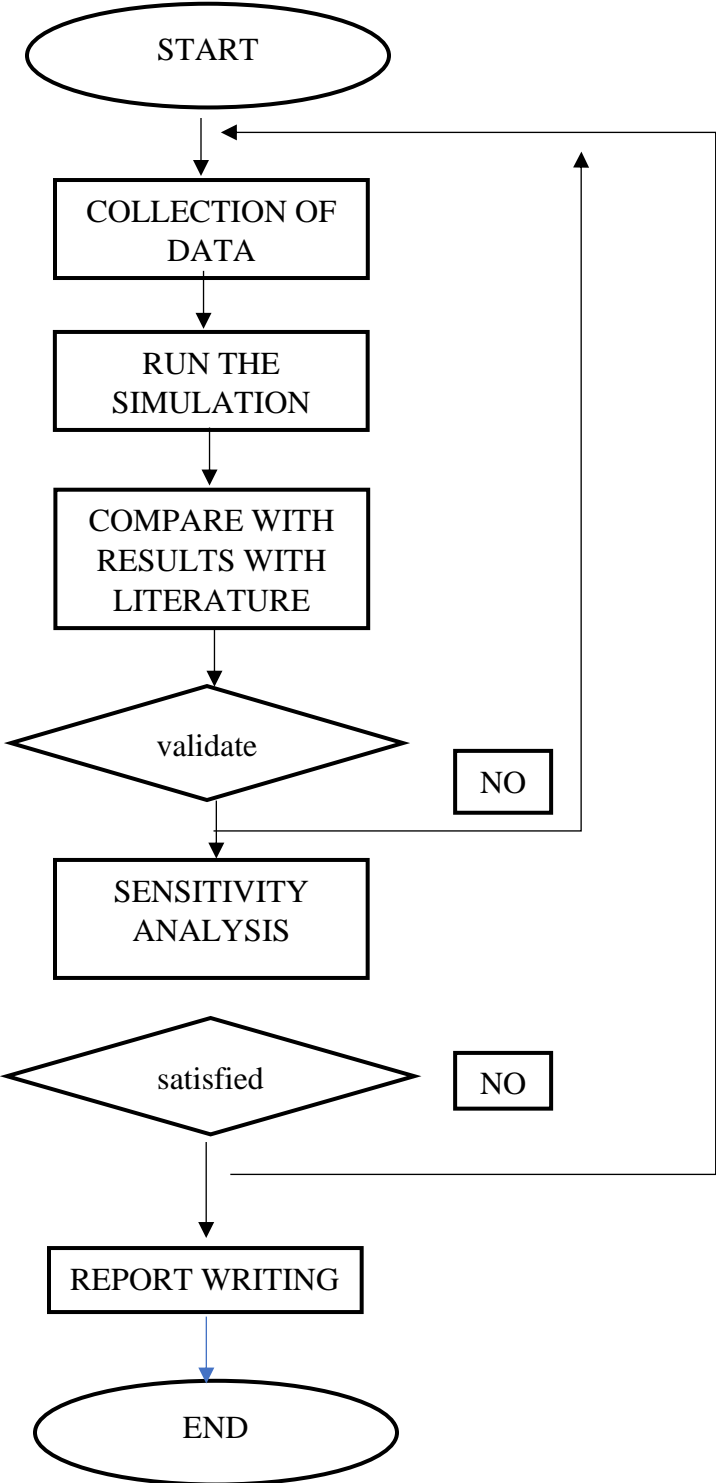 START
COLLECTION OF
DATA
RUN THE
SIMULATION
COMPARE WITH
RESULTS WITH
LITERATURE
validate
NO
SENSITIVITY
ANALYSIS
satisfied
NO
REPORT WRITING
END